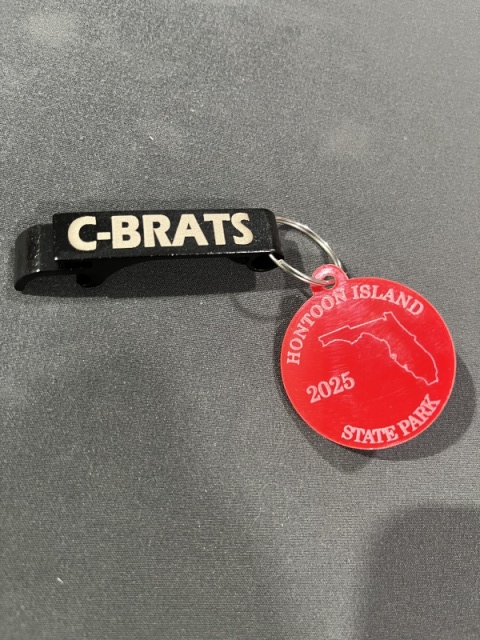 C-BRATS
HONTOON ISLAND
2025
STATE PARK